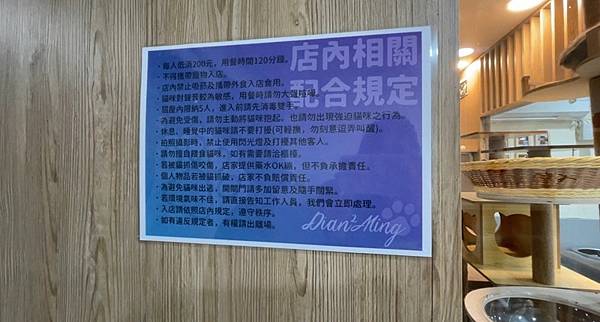 店內相關
配合規定
·每人低消200元，用餐時間120分鐘。
·不得攜帶寵物入店。
·店內禁止吸菸及攜帶外食入店食用。
·貓咪對聲音較為敏感，用餐時請勿大聲喧嘩。
·貓屋內限納5人，進入前請先消毒雙手。
·為避免受傷，請勿主動將貓咪抱起。也請勿出現強迫貓咪之行為。
·休息、睡覺中的貓咪請不要打擾(可輕撫，勿刻意逗弄叫醒)。
·拍照攝影時，禁止使用閃光燈及打擾其他客人。
·請勿擅自餵食貓咪，如有需要請洽櫃檯。
·若被貓抓傷咬傷，店家提供藥水OK繃，但不負承擔責任。
·個人物品若被貓抓破，店家不負賠償責任。
·為避免貓咪出逃，開關門請多加留意及隨手關緊。
·若環境氣味不佳，請直接告知工作人員，我們會立即處理。
·入店請依照店內規定，遵守秩序。
·如有違反規定者，有權請出離場。
Dian²Ming